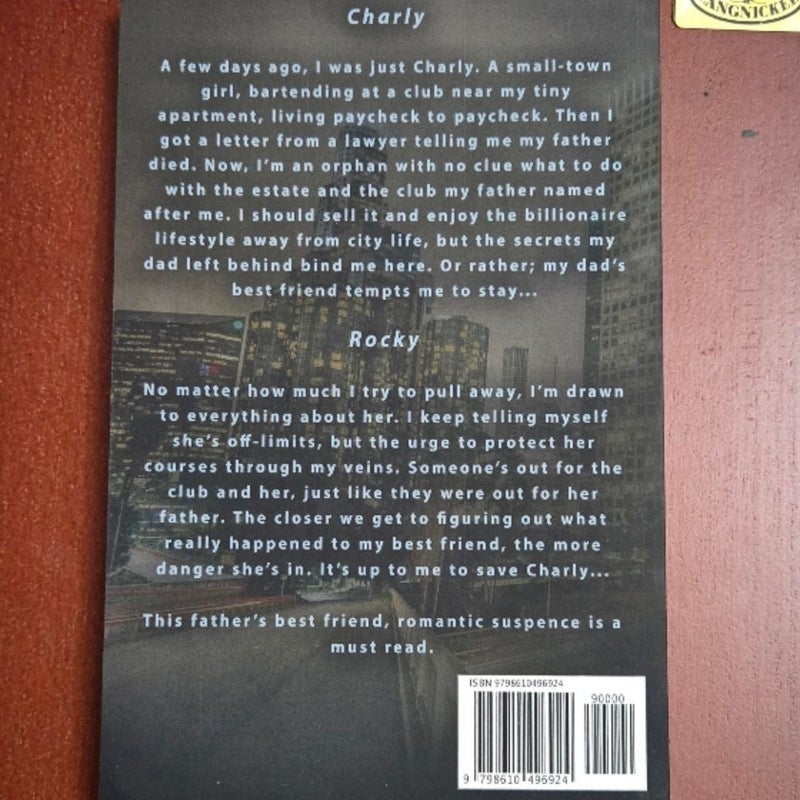 ANGNICKEL
Charly
A few days ago, I was just Charly. A small-town
girl, bartending at a club near my tiny
apartment, living paycheck to paycheck. Then I
got a letter from a lawyer telling me my father
died. Now, I'm an orphan with no clue what to do
with the estate and the club my father named
after me. I should sell it and enjoy the billionaire
lifestyle away from city life, but the secrets my
dad left behind bind me here. Or rather; my dad's
best friend tempts me to stay...
Rocky
No matter how much I try to pull away, I'm drawn
to everything about her. I keep telling myself
she's off-limits, but the urge to protect her
courses through my veins. Someone's out for the
club and her, just like they were out for her
father. The closer we get to figuring out what
really happened to my best friend, the more
danger she's in. It's up to me to save Charly...
This father's best friend, romantic suspense is a
must read.
ISBN 9798610496924
90000
9 798610 496924